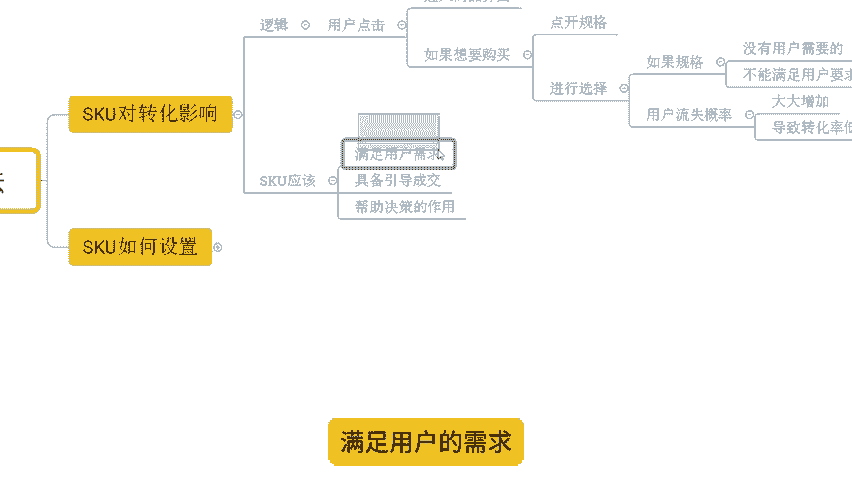 逻辑
用户点击
如果想要购买
点开规格
进行选择
如果规格
没有用户需要的
不能满足用户要求
用户流失概率
大大增加
导致转化率低
SKU对转化影响
SKU应该
满足用户需求
具备引导成交
帮助决策的作用
SKU如何设置
满足用户的需求